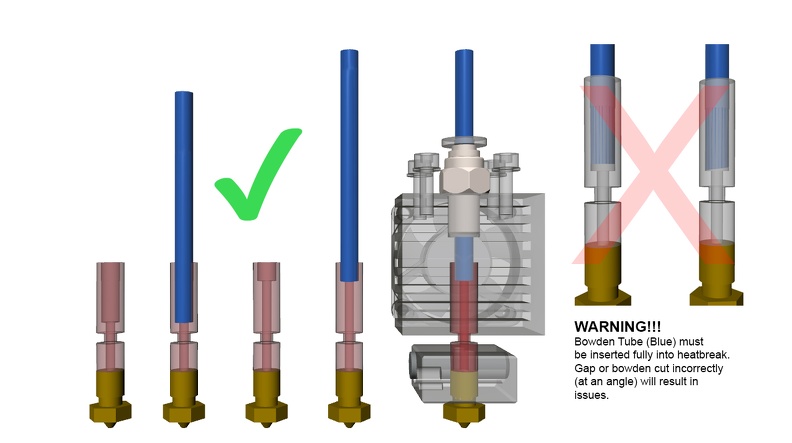 WARNING!!!
Bowden Tube (Blue) must
be inserted fully into heatbreak.
Gap or bowden cut incorrectly
(at an angle) will result in
issues.